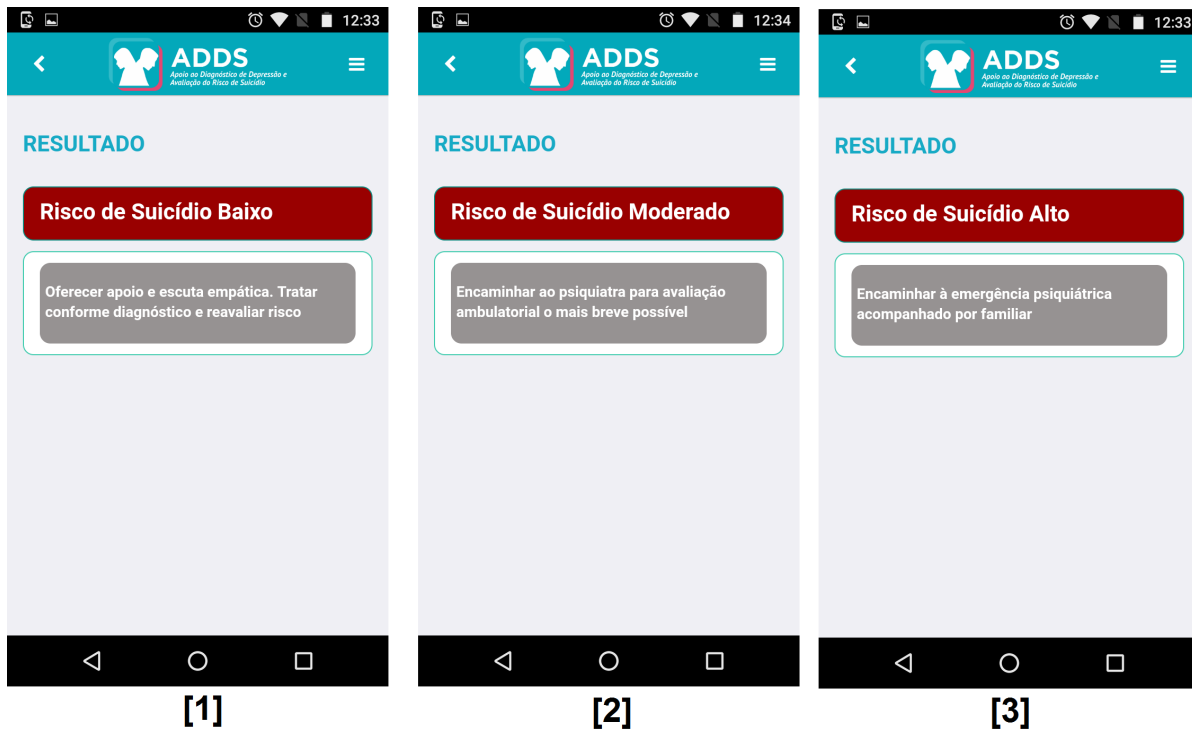 12:33
ADDS
Apoio ao Diagnóstico de Depressão e
Avaliação do Risco de Suicídio
RESULTADO
Risco de Suicídio Baixo
Oferecer apoio e escuta empática. Tratar
conforme diagnóstico e reavaliar risco
[1]
12:34
ADDS
Apoio ao Diagnóstico de Depressão e
Avaliação do Risco de Suicídio
RESULTADO
Risco de Suicídio Moderado
Encaminhar ao psiquiatra para avaliação
ambulatorial o mais breve possível
[2]
12:33
ADDS
Apoio ao Diagnóstico de Depressão e
Avaliação do Risco de Suicídio
RESULTADO
Risco de Suicídio Alto
Encaminhar à emergência psiquiátrica
acompanhado por familiar
[3]